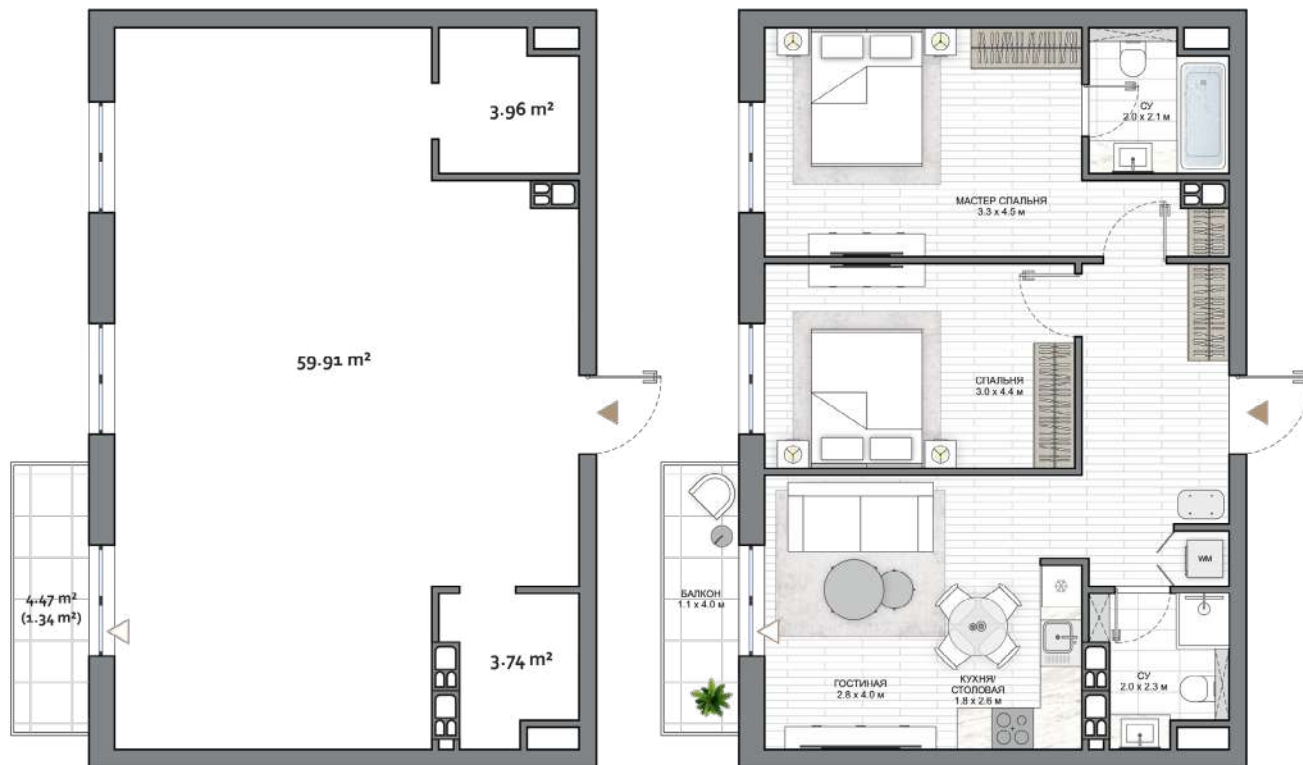 3.96 m²
59.91 m²
4.47 m²
(1.34 m²)
3.74 m²
СУ
2.0 x 2.1 м
МАСТЕР СПАЛЬНЯ
3.3 x 4.5 м
СПАЛЬНЯ
3.0 x 4.4 м
WM
БАЛКОН
1.1 x 4.0 м
ГОСТИНАЯ
2.8 x 4.0 м
КУХНЯ/
СТОЛОВАЯ
1.8 x 2.6 м
СУ
2.0 x 2.3 м